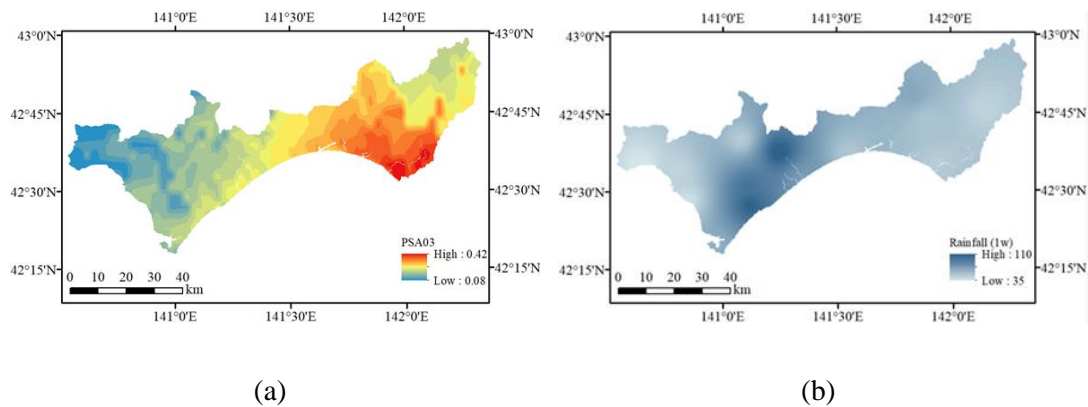 141°0'E 141°30'E 142°0'E
43°0'N 43°0'N
42°45'N 42°45'N
42°30'N 42°30'N
42°15'N 42°15'N
PSA03
High : 0.42
Low : 0.08
0 10 20 30 40
km
141°0'E 141°30'E 142°0'E
(a)
141°0'E 141°30'E 142°0'E
43°0'N 43°0'N
42°45'N 42°45'N
42°30'N 42°30'N
42°15'N 42°15'N
Rainfall (1w)
High : 110
Low : 35
0 10 20 30 40
km
141°0'E 141°30'E 142°0'E
(b)